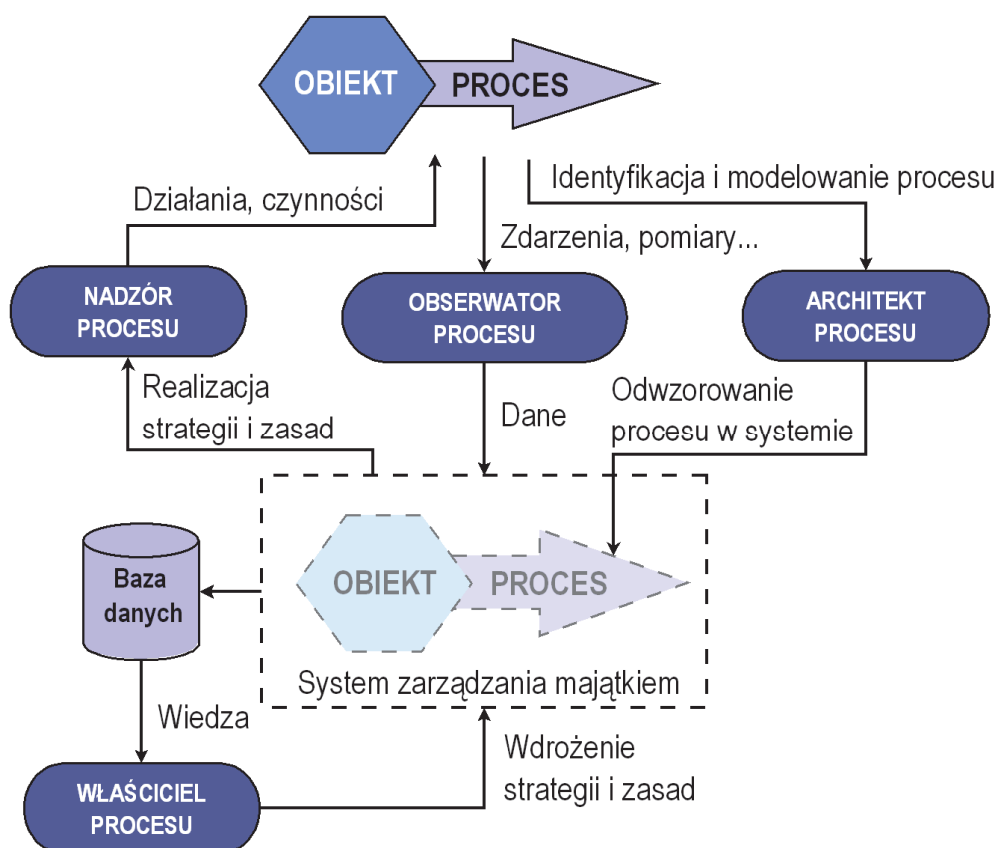 OBIEKT PROCES
Działania, czynności
Identyfikacja i modelowanie procesu
Zdarzenia, pomiary...
NADZÓR
PROCESU
OBSERWATOR
PROCESU
ARCHITEKT
PROCESU
Realizacja
strategii i zasad
Dane
Odwzorowanie
procesu w systemie
OBIEKT PROCES
System zarządzania majątkiem
Baza
danych
Wiedza
WŁAŚCICIEL
PROCESU
Wdrożenie
strategii i zasad